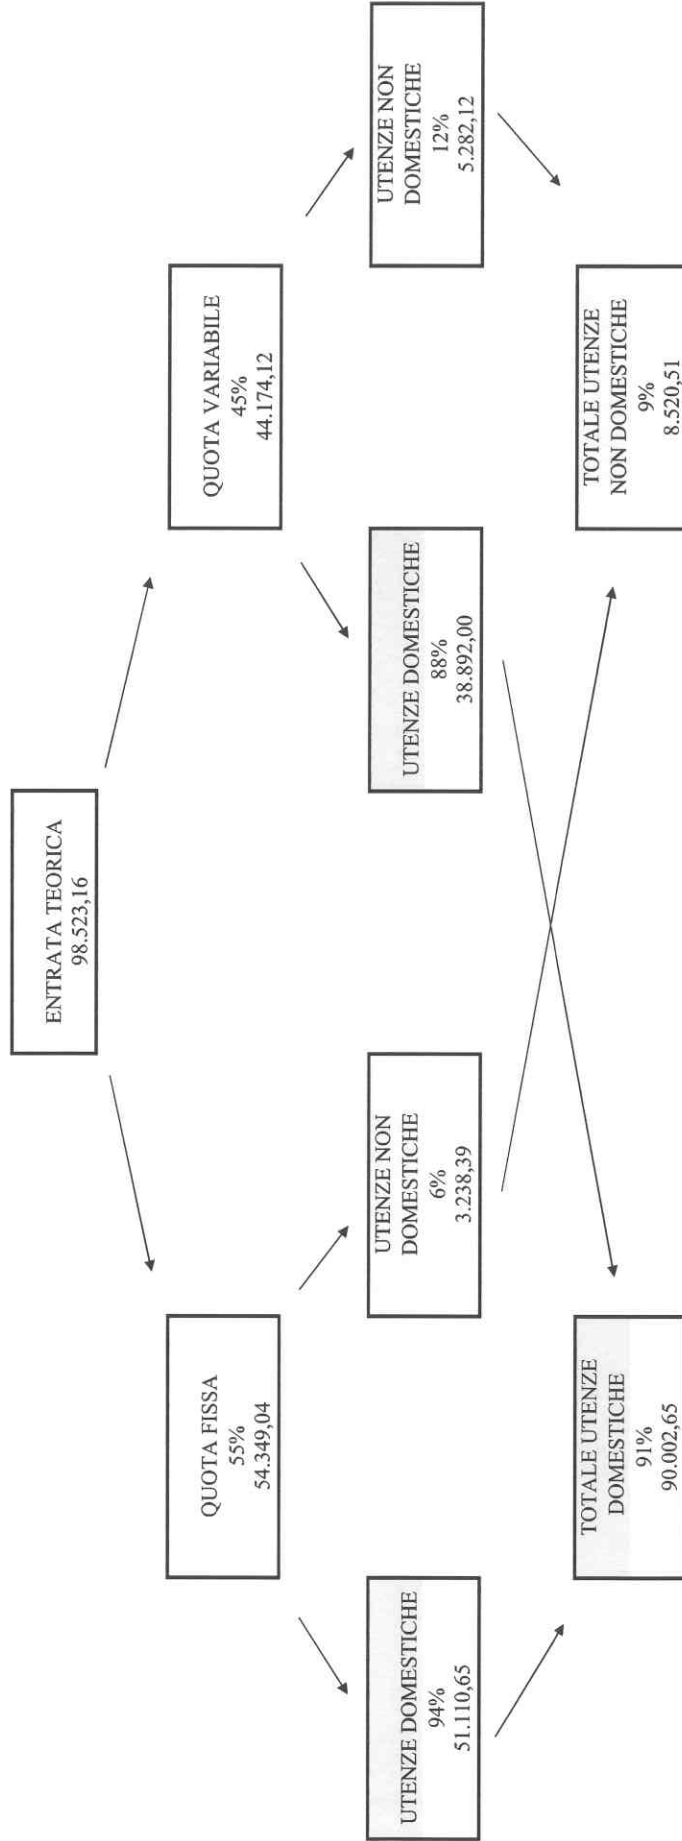 ENTRATA TEORICA
98.523,16
QUOTA FISSA
55%
54.349,04
QUOTA VARIABILE
45%
44.174,12
UTENZE DOMESTICHE
94%
51.110,65
UTENZE NON
DOMESTICHE
6%
3.238,39
UTENZE DOMESTICHE
88%
38.892,00
UTENZE NON
DOMESTICHE
12%
5.282,12
TOTALE UTENZE
DOMESTICHE
91%
90.002,65
TOTALE UTENZE
NON DOMESTICHE
9%
8.520,51